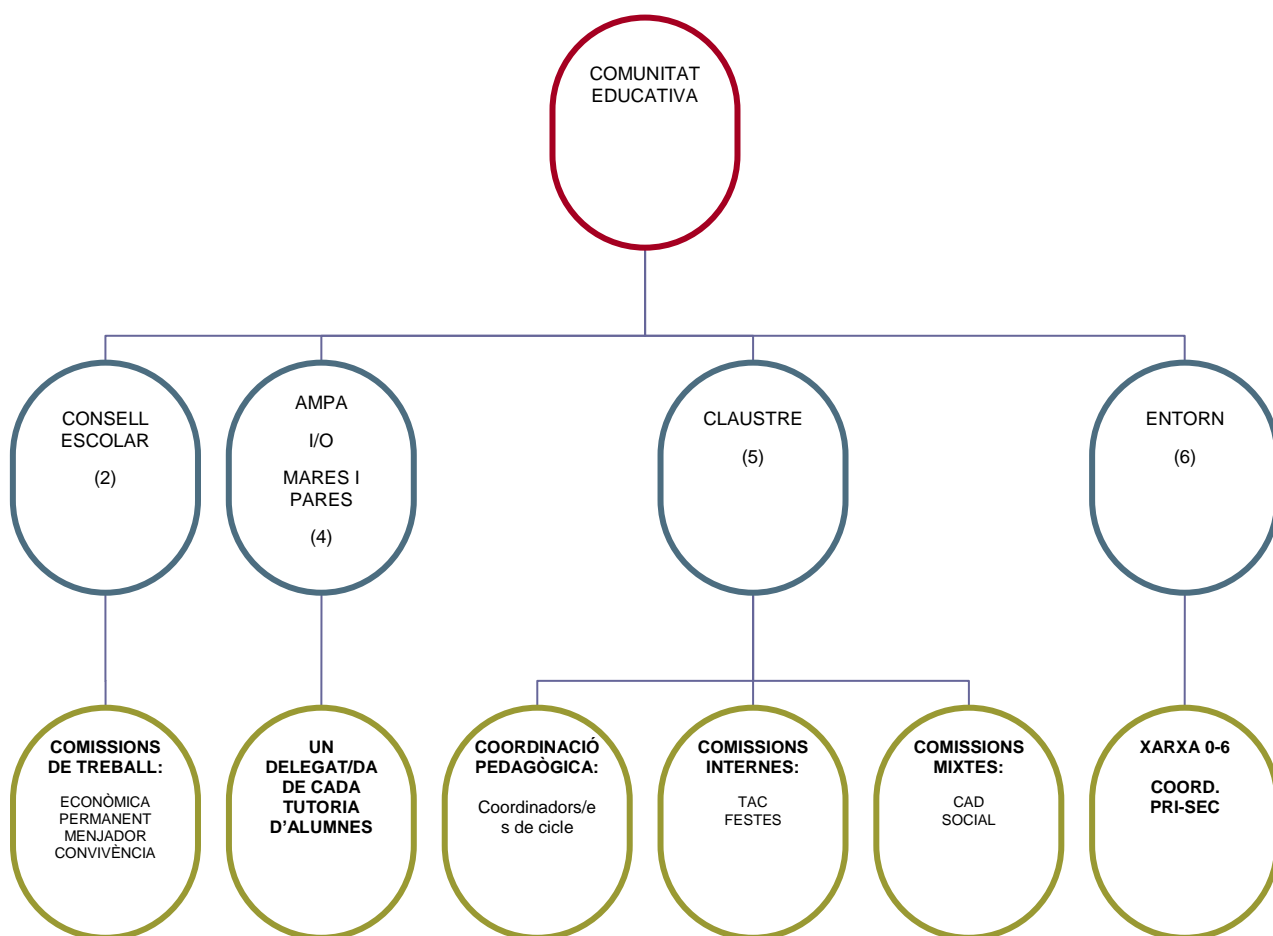 COMUNITAT
EDUCATIVA
CONSELL
ESCOLAR
(2)
AMPA
I/O
MARES I
PARES
(4)
CLAUSTRE
(5)
ENTORN
(6)
COMISSIONS
DE TREBALL:
ECONÒMICA
PERMANENT
MENJADOR
CONVIVÈNCIA
UN
DELEGAT/DA
DE CADA
TUTORIA
D’ALUMNES
COORDINACIÓ
PEDAGÒGICA:
Coordinadors/e
s de cicle
COMISSIONS
INTERNES:
TAC
FESTES
COMISSIONS
MIXTES:
CAD
SOCIAL
XARXA 0-6
COORD.
PRI-SEC